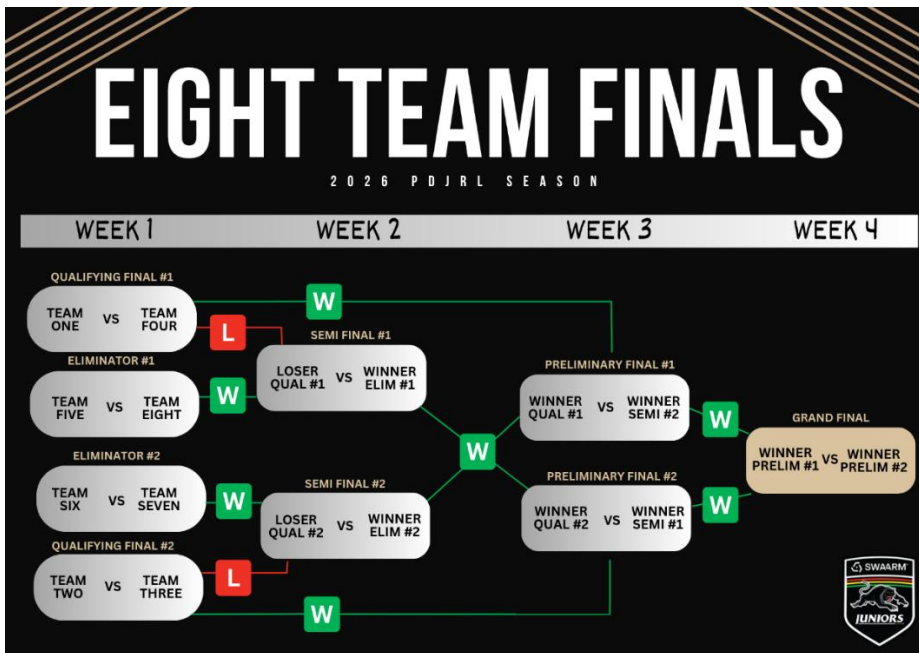 EIGHT TEAM FINALS
2026 PDJRL SEASON
WEEK 1
WEEK 2
WEEK 3
WEEK 4
QUALIFYING FINAL #1
TEAM ONE VS TEAM FOUR
W
L
ELIMINATOR #1
TEAM FIVE VS TEAM EIGHT
W
ELIMINATOR #2
TEAM SIX VS TEAM SEVEN
W
QUALIFYING FINAL #2
TEAM TWO VS TEAM THREE
L
W
SEMI FINAL #1
LOSER QUAL #1 VS WINNER ELIM #1
SEMI FINAL #2
LOSER QUAL #2 VS WINNER ELIM #2
W
PRELIMINARY FINAL #1
WINNER QUAL #1 VS WINNER SEMI #2
W
PRELIMINARY FINAL #2
WINNER QUAL #2 VS WINNER SEMI #1
W
GRAND FINAL
WINNER PRELIM #1 VS WINNER PRELIM #2
SWAARM
JUNIORS